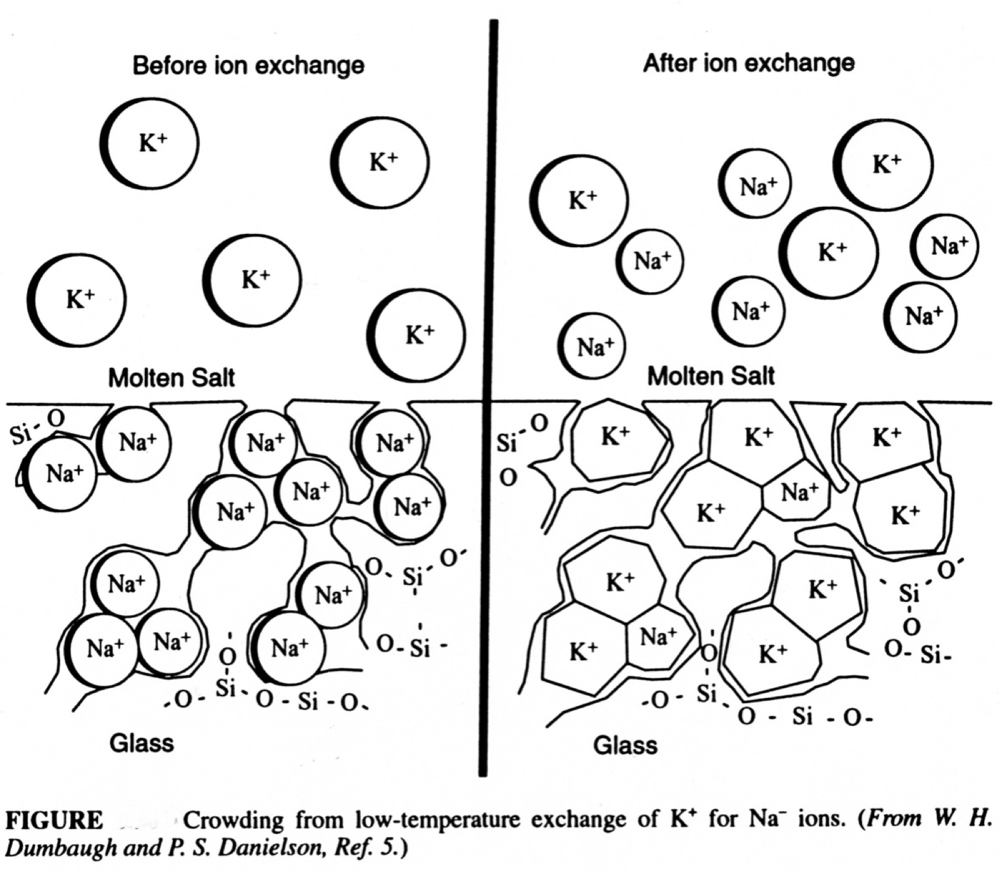 Before ion exchange
K⁺
K⁺
K⁺
K⁺
K⁺
Molten Salt
Si-O
Na⁺
Na⁺
Na⁺
Na⁺
Na⁺
Na⁺
Na⁺
Na⁺
Na⁺
Na⁺
Na⁺
Na⁺
O-Si-O
O-Si-
O
-O-Si-O-Si-O-
Glass
After ion exchange
K⁺
Na⁺
K⁺
Na⁺
K⁺
Na⁺
Na⁺
Na⁺
Na⁺
Molten Salt
Si-O
O
K⁺
K⁺
K⁺
K⁺
Na⁺
K⁺
K⁺
K⁺
K⁺
Na⁺
K⁺
Si-O
O
O-Si-
O
-O-Si-O-Si-O-
Glass
FIGURE Crowding from low-temperature exchange of K⁺ for Na⁻ ions. (From W. H.
Dumbaugh and P. S. Danielson, Ref. 5.)